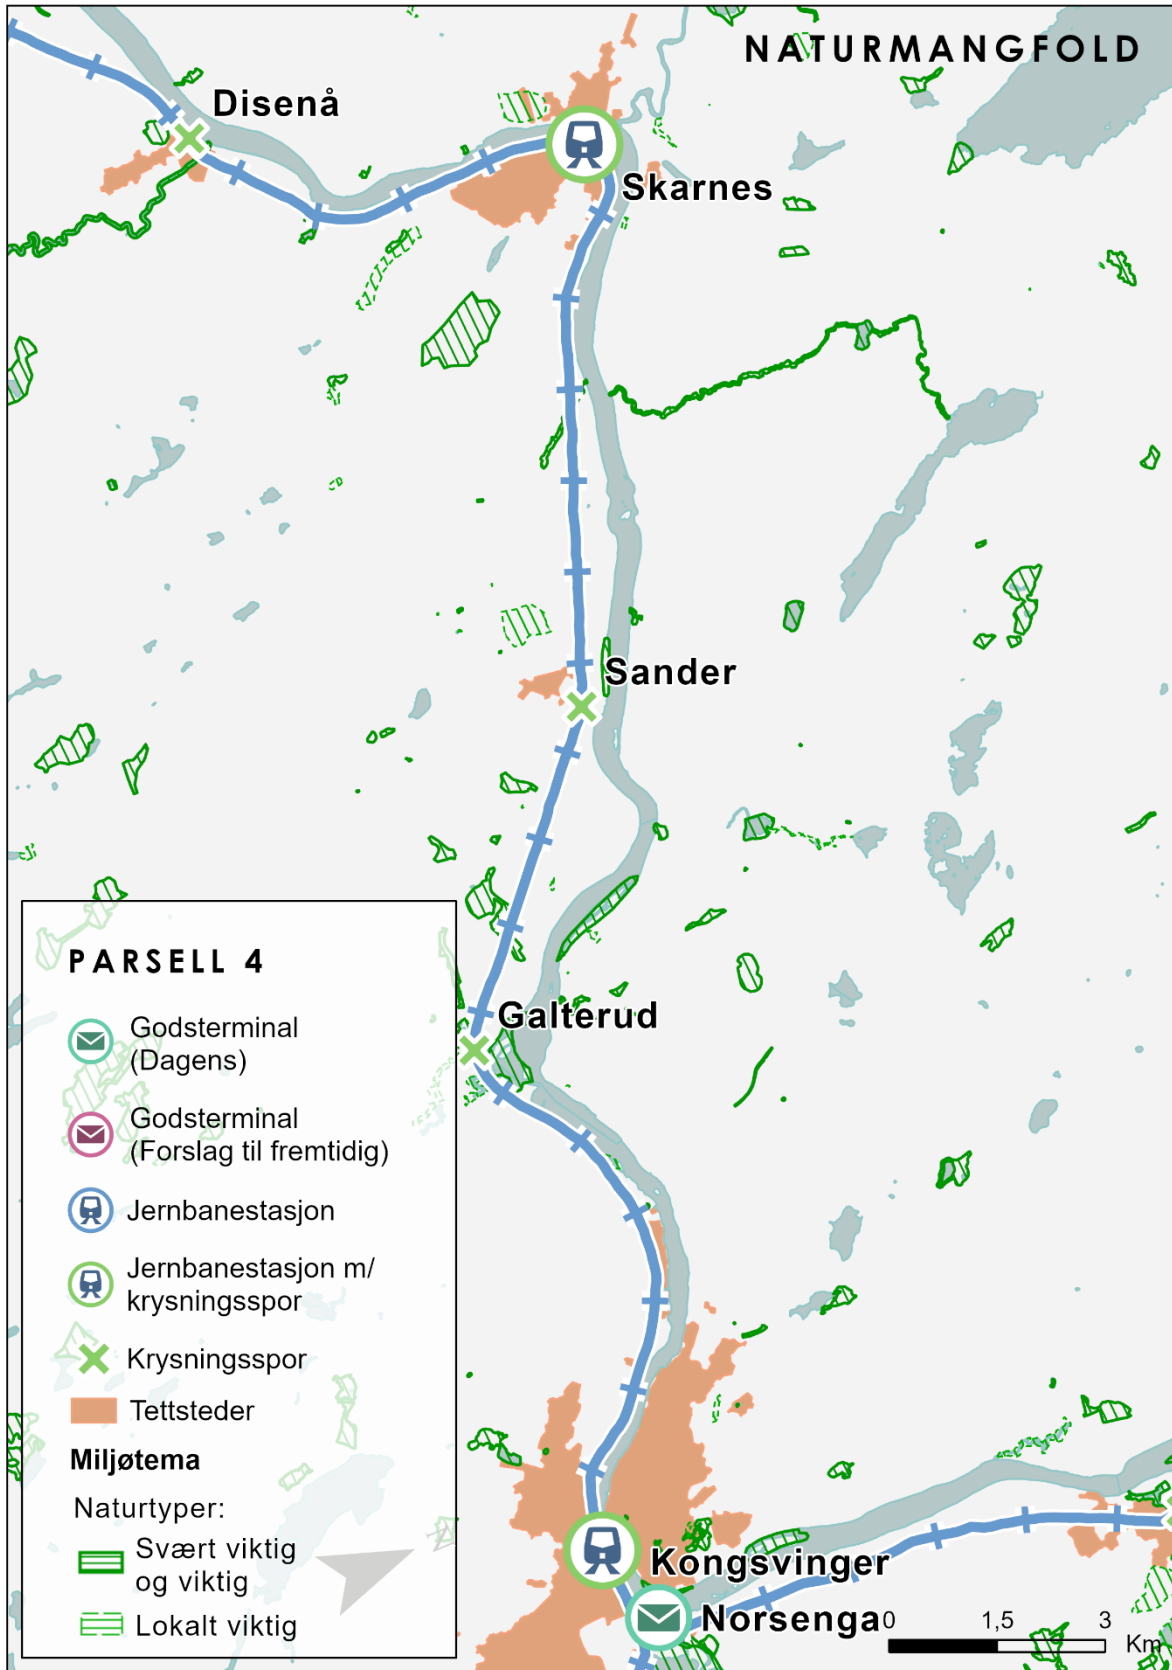 NATURMANGFOLD
Disenå
Skarnes
Sander
Galterud
PARSELL 4
Godsterminal
(Dagens)
Godsterminal
(Forslag til fremtidig)
Jernbanestasjon
Jernbanestasjon m/
krysningsspor
Krysningsspor
Tettsteder
Miljøtema
Naturtyper:
Svært viktig
og viktig
Lokalt viktig
Kongsvinger
Norsenga
0 1,5 3
Km